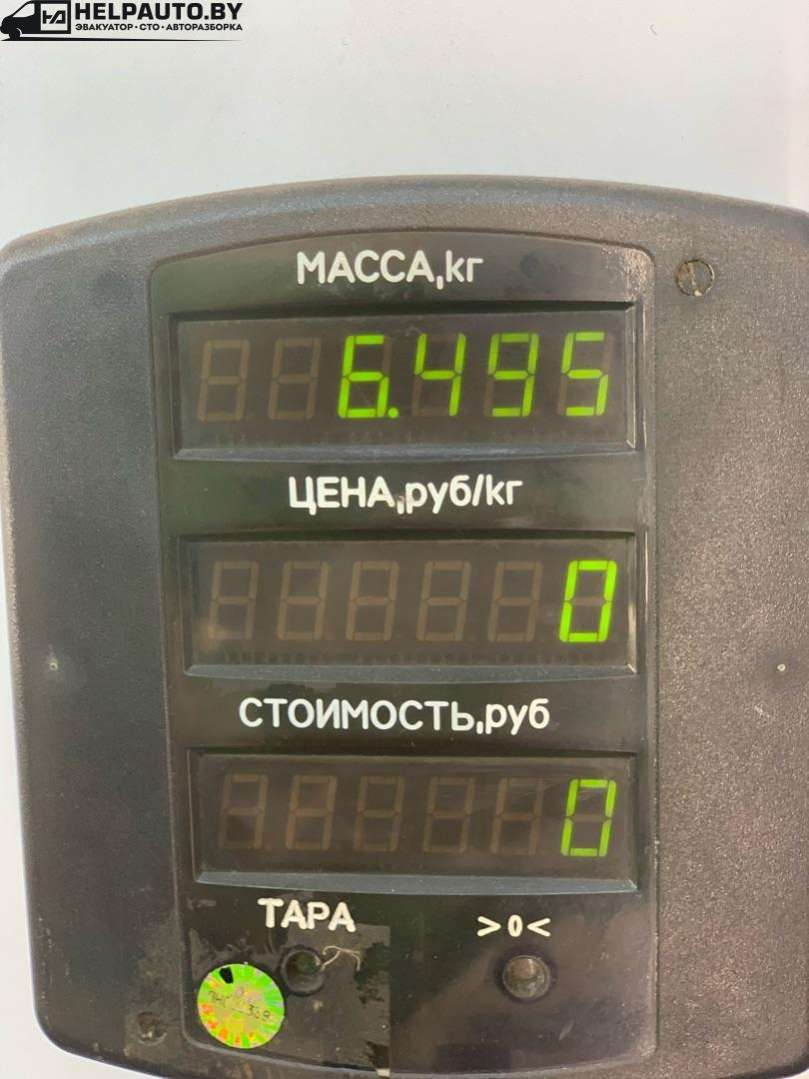 HELPAUTO.BY
ЭВАКУАТОР•СТО•АВТОРАЗБОРКА
МАССА,кг
6.495
ЦЕНА,руб/кг
0
СТОИМОСТЬ,руб
0
ТАРА
>0<